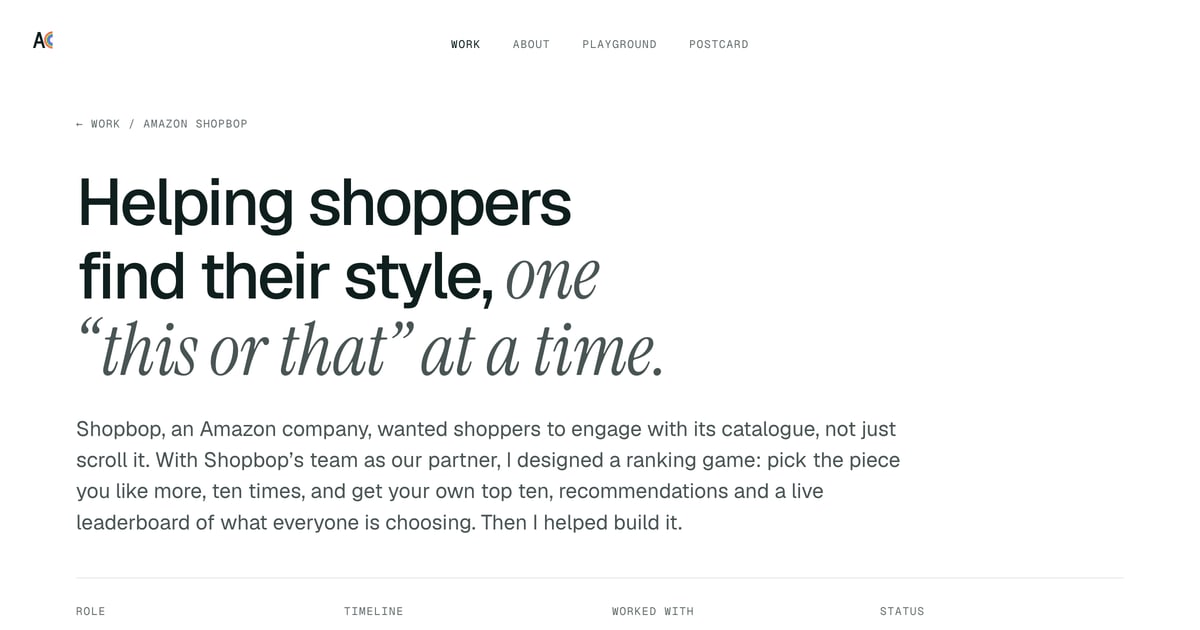 AC
WORK ABOUT PLAYGROUND POSTCARD
← WORK / AMAZON SHOPBOP
Helping shoppers
find their style, one
“this or that” at a time.
Shopbop, an Amazon company, wanted shoppers to engage with its catalogue, not just
scroll it. With Shopbop’s team as our partner, I designed a ranking game: pick the piece
you like more, ten times, and get your own top ten, recommendations and a live
leaderboard of what everyone is choosing. Then I helped build it.
ROLE TIMELINE WORKED WITH STATUS